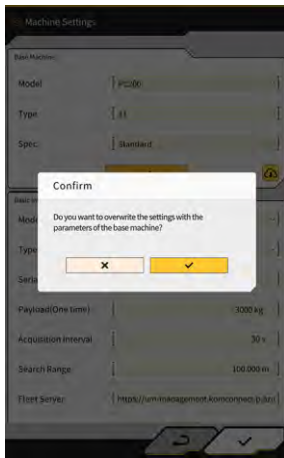 Machine Settings
Base Machine
Model
PC200
Type
11
Spec.
Standard
Confirm
Do you want to overwrite the settings with the
parameters of the base machine?
Type
Payload(One time)
3000 kg
Acquisition Interval
30 s
Search Range
100.000 m
Fleet Server